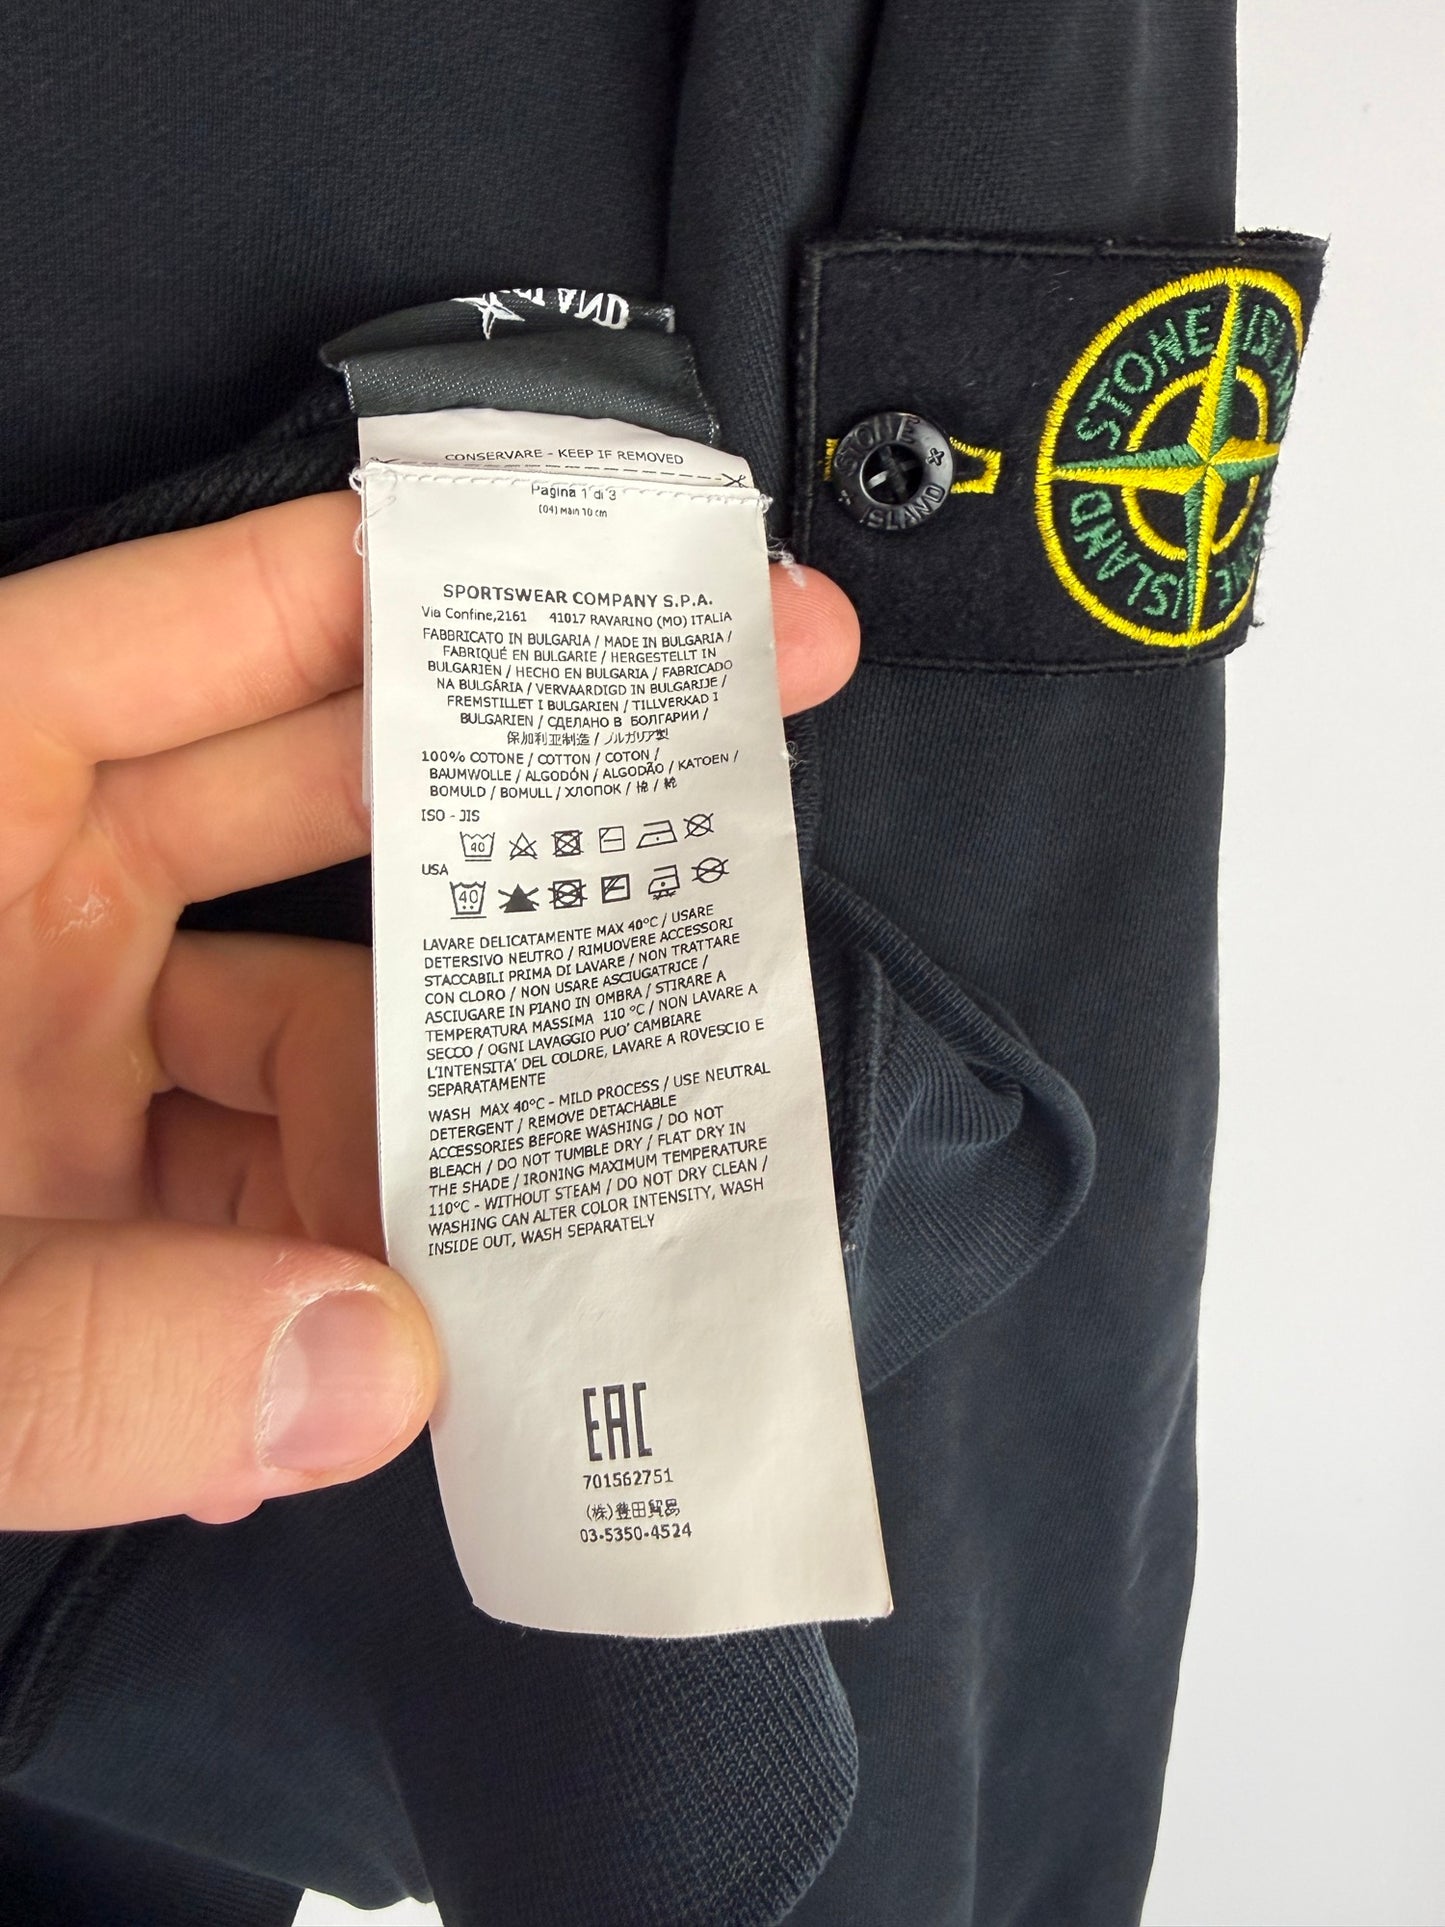 CONSERVARE - KEEP IF REMOVED
Pagina 1 di 3
(04) Main 10 cm
SPORTSWEAR COMPANY S.P.A.
Via Confine,2161 41017 RAVARINO (MO) ITALIA
FABBRICATO IN BULGARIA / MADE IN BULGARIA /
FABRIQUÉ EN BULGARIE / HERGESTELLT IN
BULGARIEN / HECHO EN BULGARIA / FABRICADO
NA BULGÁRIA / VERVAARDIGD IN BULGARIJE /
FREMSTILLET I BULGARIEN / TILLVERKAD I
BULGARIEN / СДЕЛАНО В БОЛГАРИИ /
保加利亚制造 / ブルガリア製
100% COTONE / COTTON / COTON /
BAUMWOLLE / ALGODÓN / ALGODÃO / KATOEN /
BOMULD / BOMULL / ХЛОПОК / 棉 / 綿
ISO - JIS
40
USA
40
LAVARE DELICATAMENTE MAX 40°C / USARE
DETERSIVO NEUTRO / RIMUOVERE ACCESSORI
STACCABILI PRIMA DI LAVARE / NON TRATTARE
CON CLORO / NON USARE ASCIUGATRICE /
ASCIUGARE IN PIANO IN OMBRA / STIRARE A
TEMPERATURA MASSIMA 110 °C / NON LAVARE A
SECCO / OGNI LAVAGGIO PUO' CAMBIARE
L'INTENSITA' DEL COLORE, LAVARE A ROVESCIO E
SEPARATAMENTE
WASH MAX 40°C - MILD PROCESS / USE NEUTRAL
DETERGENT / REMOVE DETACHABLE
ACCESSORIES BEFORE WASHING / DO NOT
BLEACH / DO NOT TUMBLE DRY / FLAT DRY IN
THE SHADE / IRONING MAXIMUM TEMPERATURE
110°C - WITHOUT STEAM / DO NOT DRY CLEAN /
WASHING CAN ALTER COLOR INTENSITY, WASH
INSIDE OUT, WASH SEPARATELY
EAC
701562751
(株)豊田貿易
03-5350-4524
STONE
ISLAND
STONE ISLAND
ISLAND